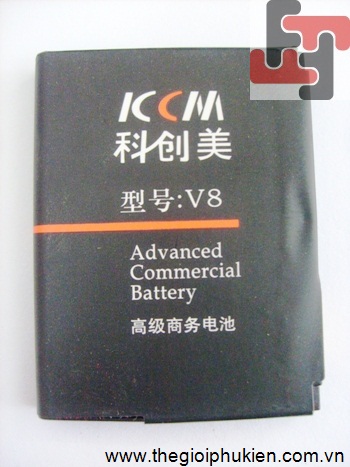 KCM
科创美
型号:V8
Advanced
Commercial
Battery
高级商务电池
www.thegioiphukien.com.vn